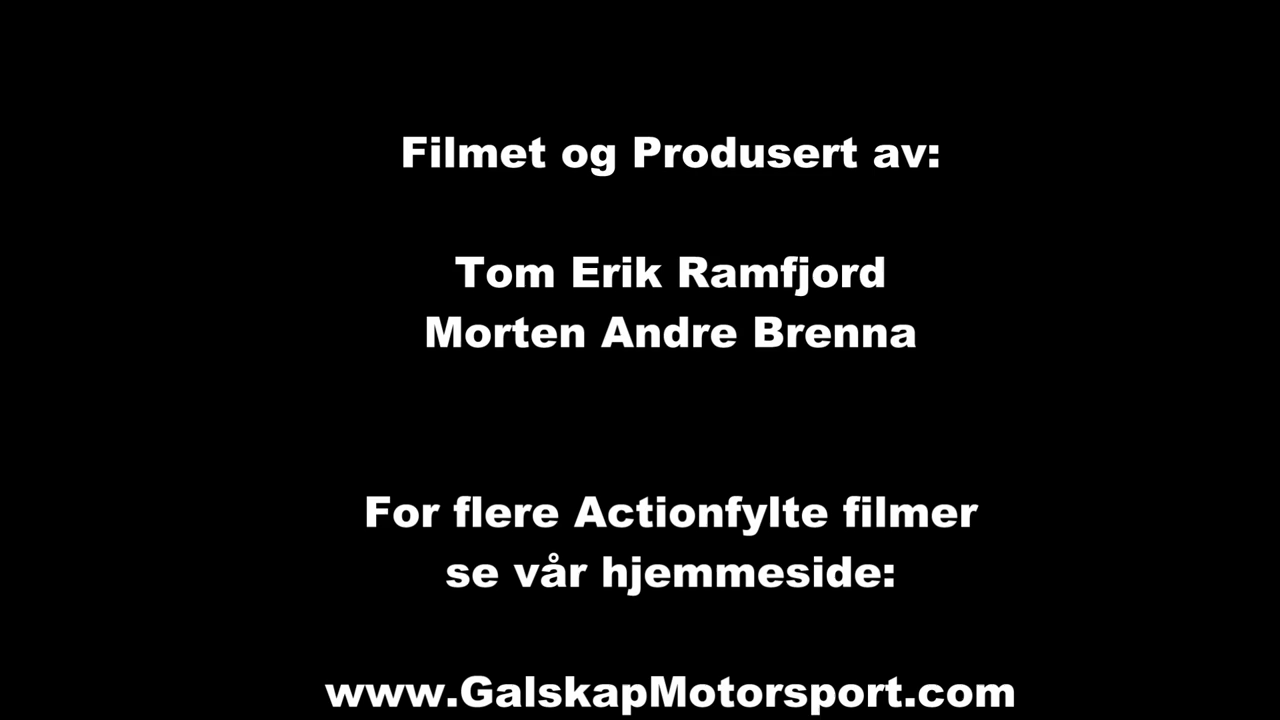 Filmet og Produsert av:
Tom Erik Ramfjord
Morten Andre Brenna
For flere Actionfylte filmer
se vår hjemmeside:
www.GalskapMotorsport.com